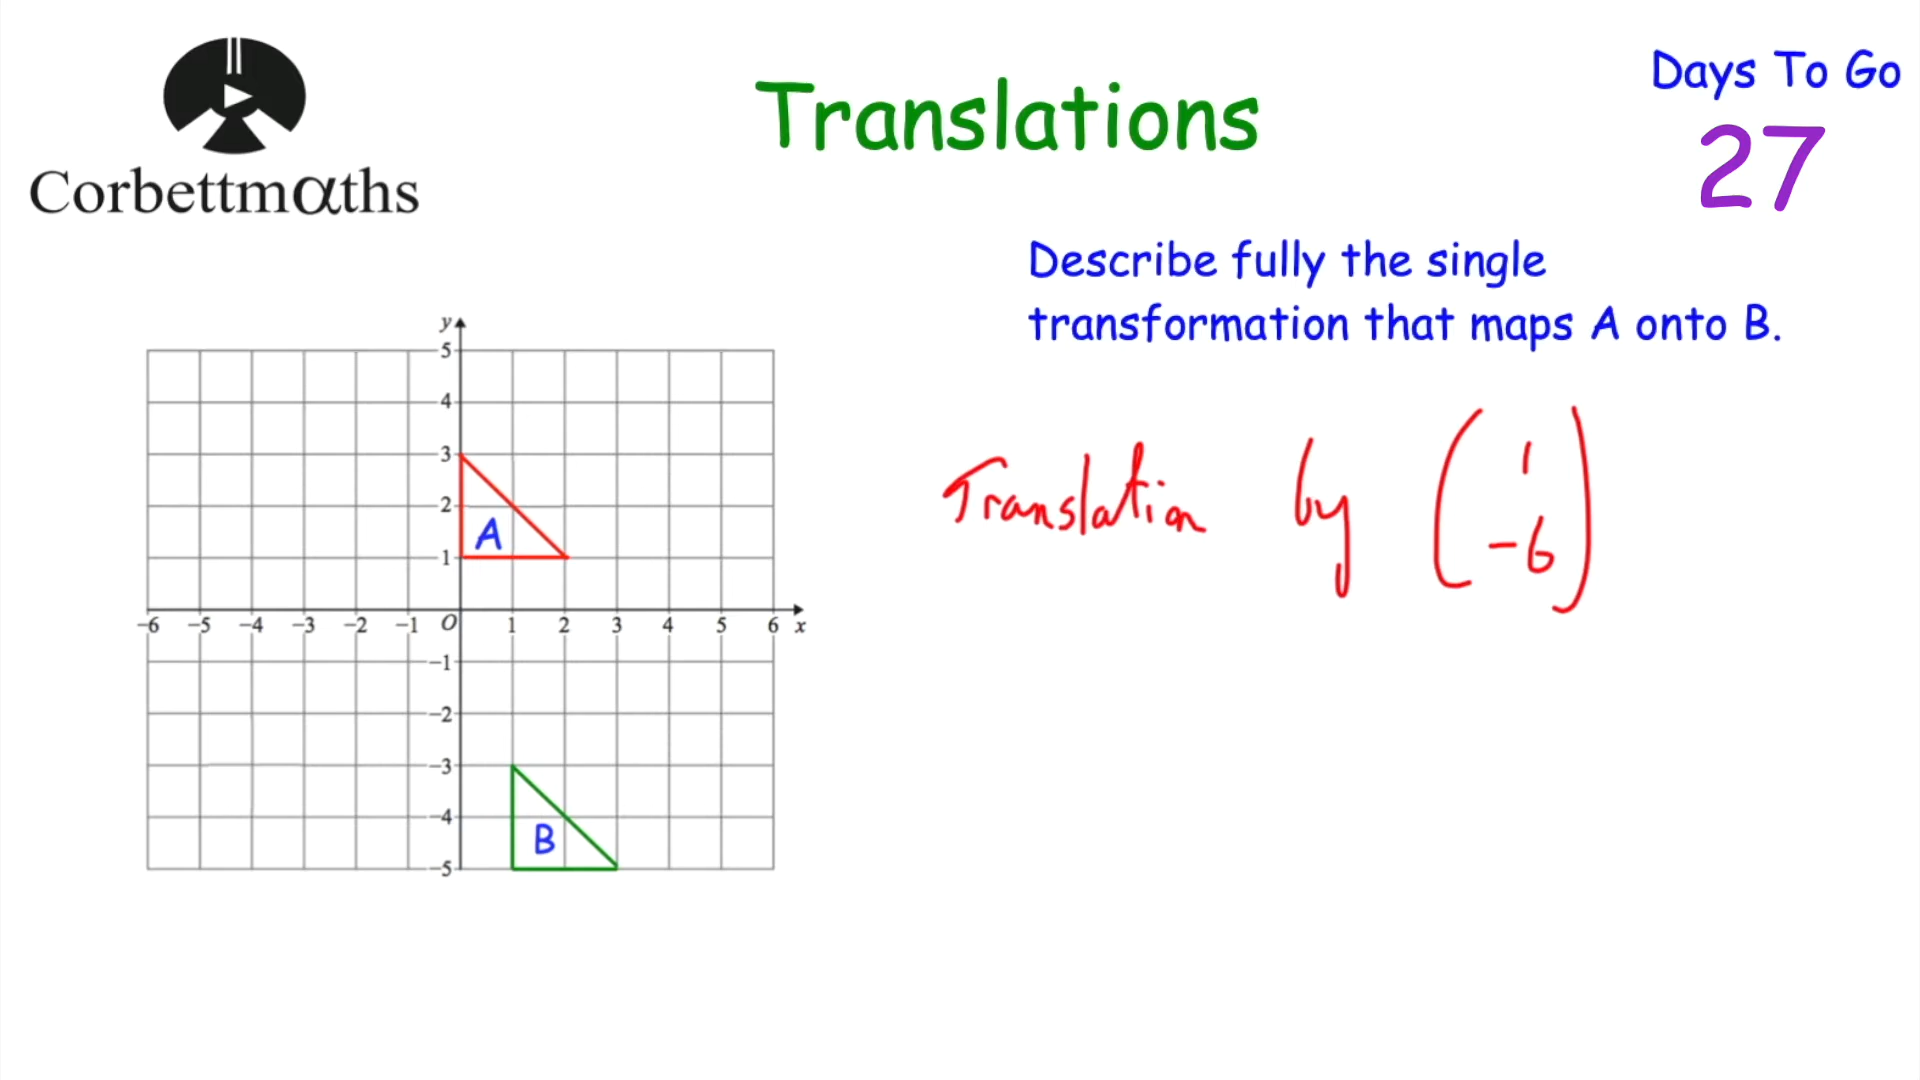 Corbettmαths
Translations
Days To Go
27
Describe fully the single
transformation that maps A onto B.
Translation by ( 1
-6 )
y
5
4
3
2
1
A
−6 −5 −4 −3 −2 −1 O 1 2 3 4 5 6 x
−1
−2
−3
−4
−5
B